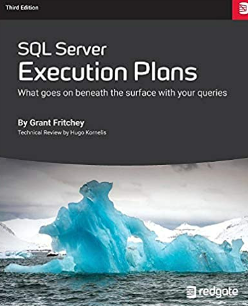 Third Edition
SQL Server
Execution Plans
What goes on beneath the surface with your queries
By Grant Fritchey
Technical Review by Hugo Kornelis
redgate